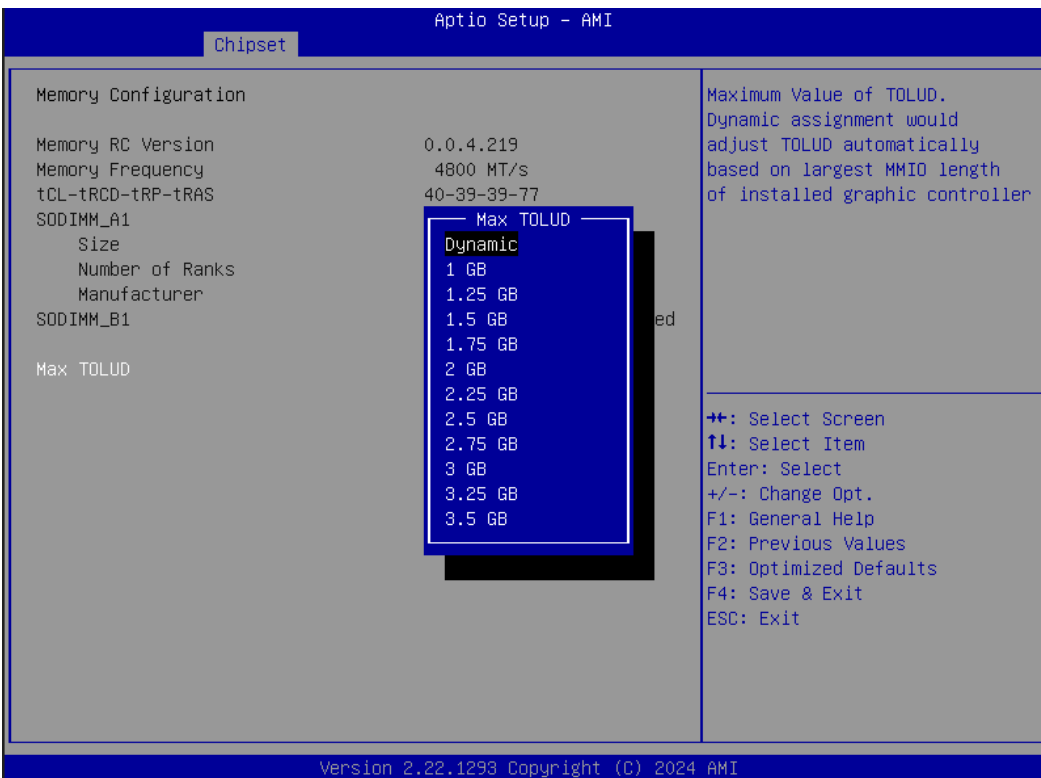 Aptio Setup – AMI
Chipset
Memory Configuration
Memory RC Version 0.0.4.219
Memory Frequency 4800 MT/s
tCL-tRCD-tRP-tRAS 40-39-39-77
SODIMM_A1
Size
Number of Ranks
Manufacturer
SODIMM_B1 ed
Max TOLUD
Max TOLUD
Dynamic
1 GB
1.25 GB
1.5 GB
1.75 GB
2 GB
2.25 GB
2.5 GB
2.75 GB
3 GB
3.25 GB
3.5 GB
Maximum Value of TOLUD.
Dynamic assignment would
adjust TOLUD automatically
based on largest MMIO length
of installed graphic controller
→←: Select Screen
↑↓: Select Item
Enter: Select
+/-: Change Opt.
F1: General Help
F2: Previous Values
F3: Optimized Defaults
F4: Save & Exit
ESC: Exit
Version 2.22.1293 Copyright (C) 2024 AMI